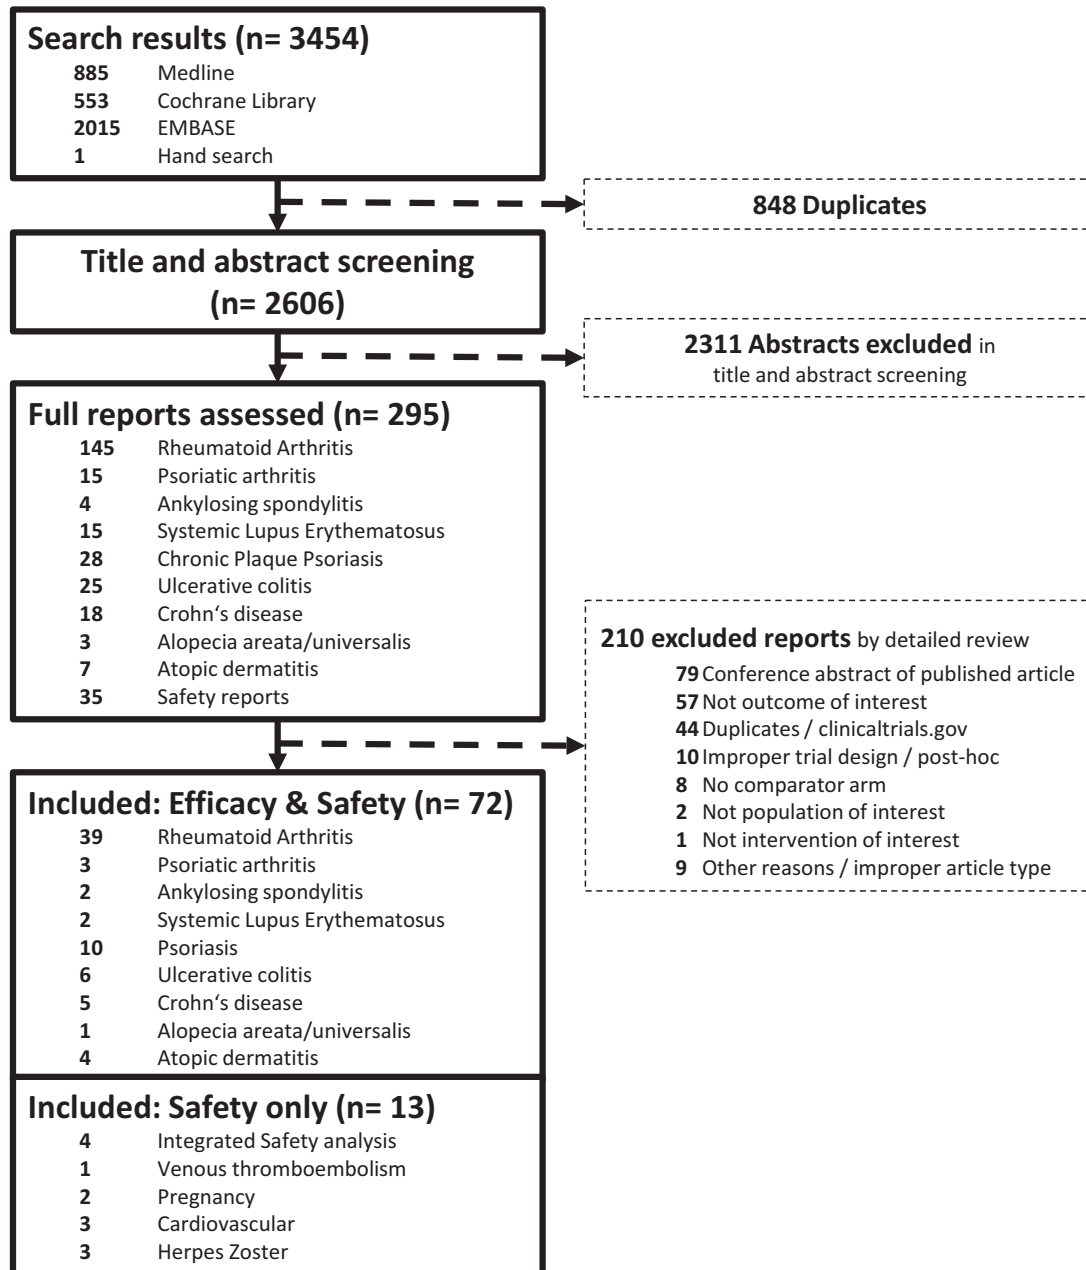 Search results (n= 3454)
885 Medline
553 Cochrane Library
2015 EMBASE
1 Hand search
848 Duplicates
Title and abstract screening
(n= 2606)
2311 Abstracts excluded in
title and abstract screening
Full reports assessed (n= 295)
145 Rheumatoid Arthritis
15 Psoriatic arthritis
4 Ankylosing spondylitis
15 Systemic Lupus Erythematosus
28 Chronic Plaque Psoriasis
25 Ulcerative colitis
18 Crohn‘s disease
3 Alopecia areata/universalis
7 Atopic dermatitis
35 Safety reports
210 excluded reports by detailed review
79 Conference abstract of published article
57 Not outcome of interest
44 Duplicates / clinicaltrials.gov
10 Improper trial design / post-hoc
8 No comparator arm
2 Not population of interest
1 Not intervention of interest
9 Other reasons / improper article type
Included: Efficacy & Safety (n= 72)
39 Rheumatoid Arthritis
3 Psoriatic arthritis
2 Ankylosing spondylitis
2 Systemic Lupus Erythematosus
10 Psoriasis
6 Ulcerative colitis
5 Crohn‘s disease
1 Alopecia areata/universalis
4 Atopic dermatitis
Included: Safety only (n= 13)
4 Integrated Safety analysis
1 Venous thromboembolism
2 Pregnancy
3 Cardiovascular
3 Herpes Zoster